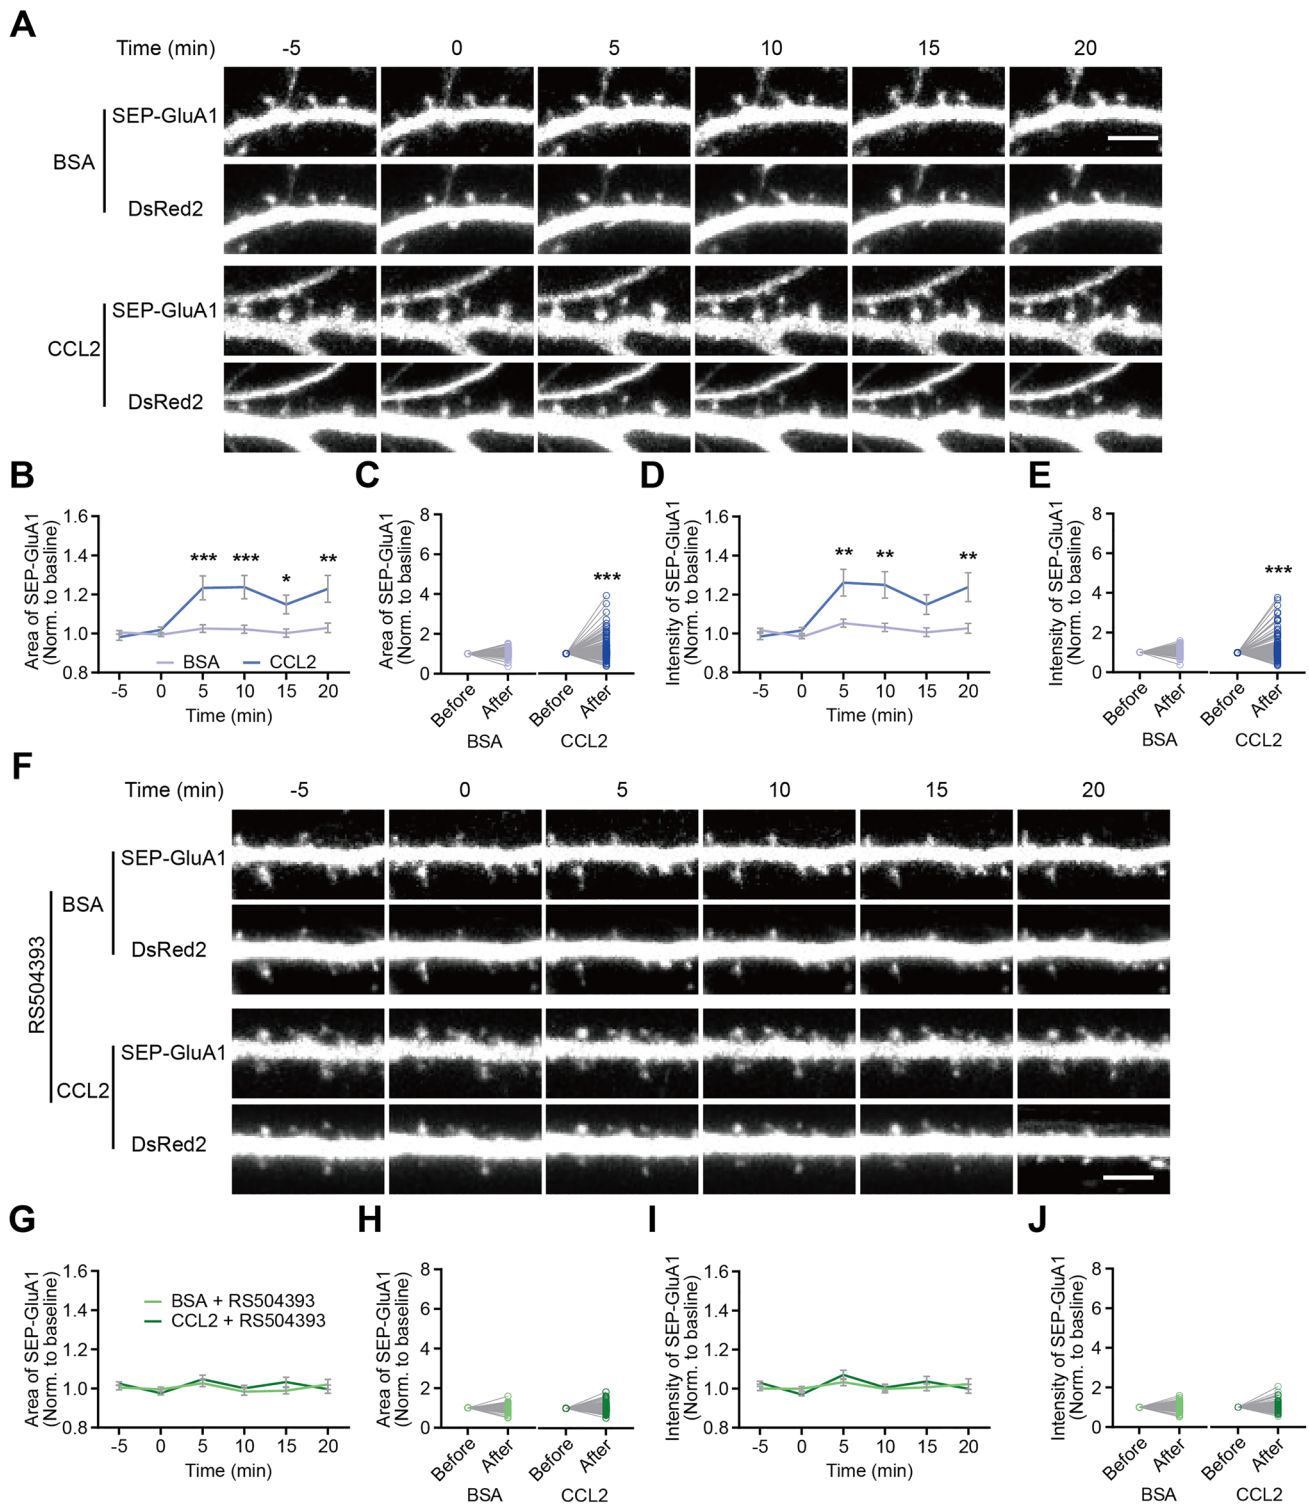 A
Time (min) -5 0 5 10 15 20
SEP-GluA1
BSA
DsRed2
SEP-GluA1
CCL2
DsRed2
B
Area of SEP-GluA1
(Norm. to basline)
1.6
1.4
1.2
1.0
0.8
*** *** * **
BSA CCL2
-5 0 5 10 15 20
Time (min)
C
Area of SEP-GluA1
(Norm. to basline)
8
6
4
2
0
***
Before After Before After
BSA CCL2
D
Intensity of SEP-GluA1
(Norm. to basline)
1.6
1.4
1.2
1.0
0.8
** ** **
-5 0 5 10 15 20
Time (min)
E
Intensity of SEP-GluA1
(Norm. to basline)
8
6
4
2
0
***
Before After Before After
BSA CCL2
F
Time (min) -5 0 5 10 15 20
RS504393
SEP-GluA1
BSA
DsRed2
SEP-GluA1
CCL2
DsRed2
G
Area of SEP-GluA1
(Norm. to baseline)
1.6
1.4
1.2
1.0
0.8
BSA + RS504393
CCL2 + RS504393
-5 0 5 10 15 20
Time (min)
H
Area of SEP-GluA1
(Norm. to baseline)
8
6
4
2
0
Before After Before After
BSA CCL2
I
Intensity of SEP-GluA1
(Norm. to baseline)
1.6
1.4
1.2
1.0
0.8
-5 0 5 10 15 20
Time (min)
J
Intensity of SEP-GluA1
(Norm. to baseline)
8
6
4
2
0
Before After Before After
BSA CCL2